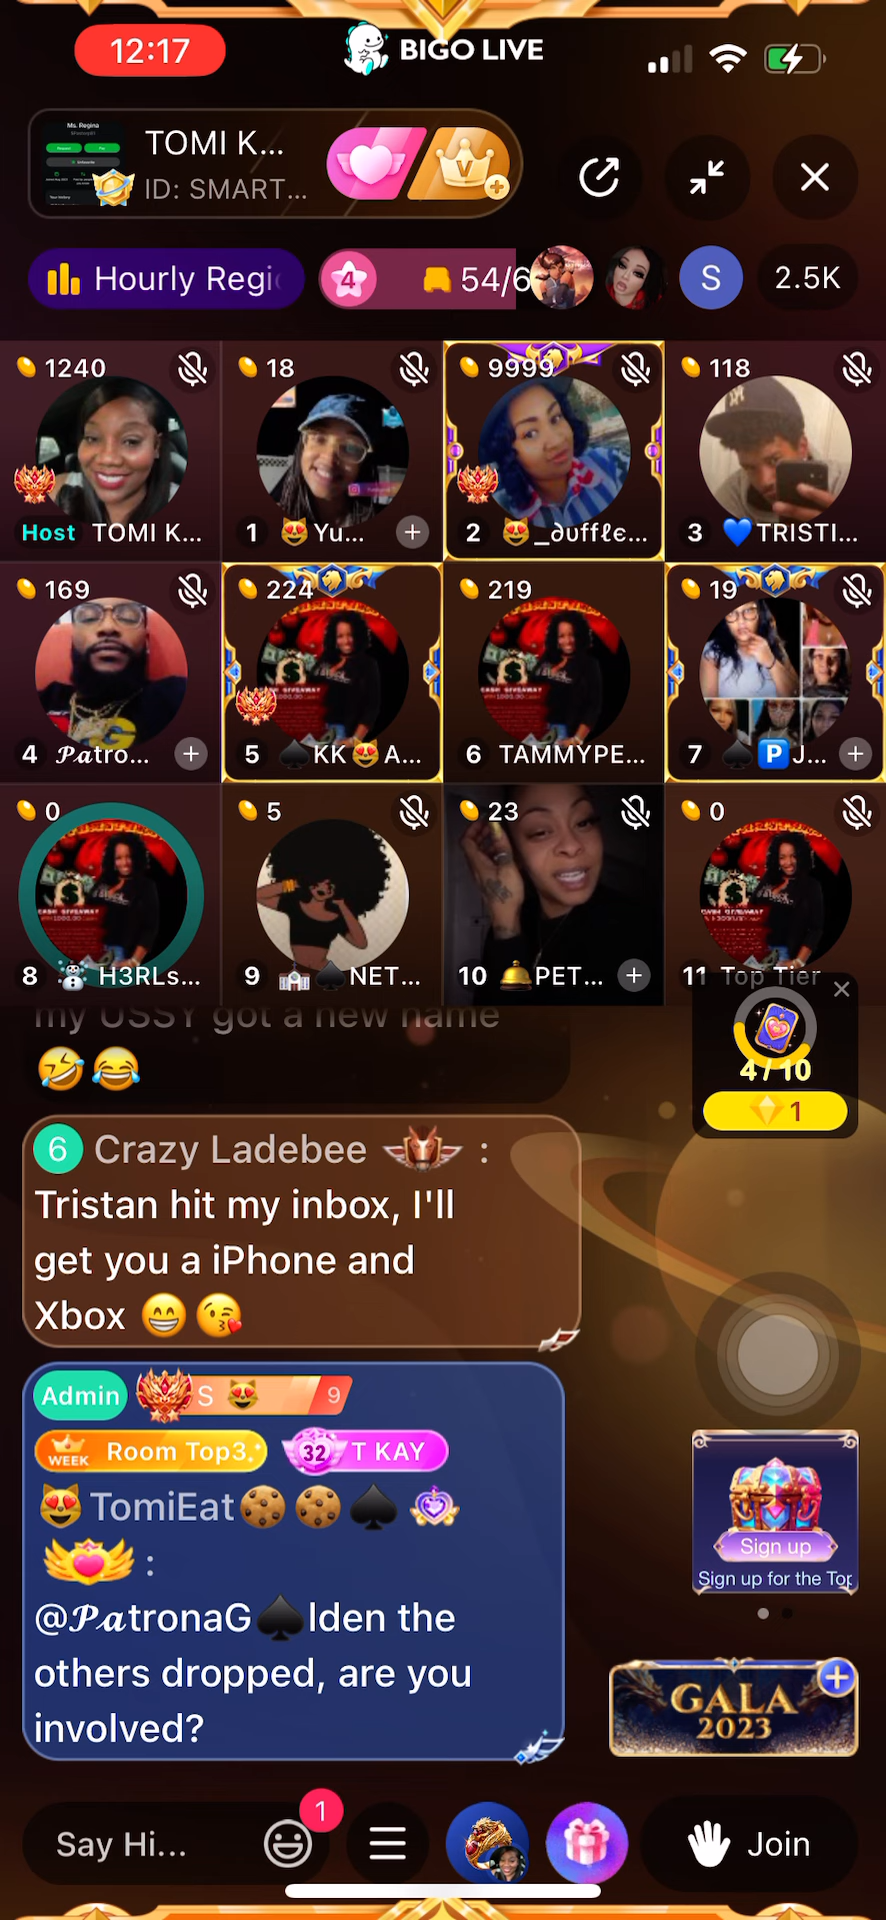 12:17
BIGO LIVE
Ms. Regina
TOMI K...
ID: SMART...
V
Hourly Regi
4
54/6
S
2.5K
1240
18
9999
118
Host TOMI K...
1 😻Yu...
2 😻_∂υffℓє...
3 💙TRISTI...
169
224
219
19
4 𝓟𝓪tro...
5 ♠️KK😻A...
6 TAMMYPE...
7 ♠️🅿️J...
0
5
23
0
8 ☃️H3RLs...
9 🏫♠️NET...
10 🛎️PET...
11 Top Tier
my USSY got a new name
🤣😂
4/10
1
6 Crazy Ladebee :
Tristan hit my inbox, I'll
get you a iPhone and
Xbox 😁😘
Admin S 😻 9
WEEK Room Top3 32 T KAY
😻TomiEat🍪🍪♠️
:
@𝓟𝓪tronaG♠️Iden the
others dropped, are you
involved?
Sign up
Sign up for the Top
GALA
2023
Say Hi...
1
Join